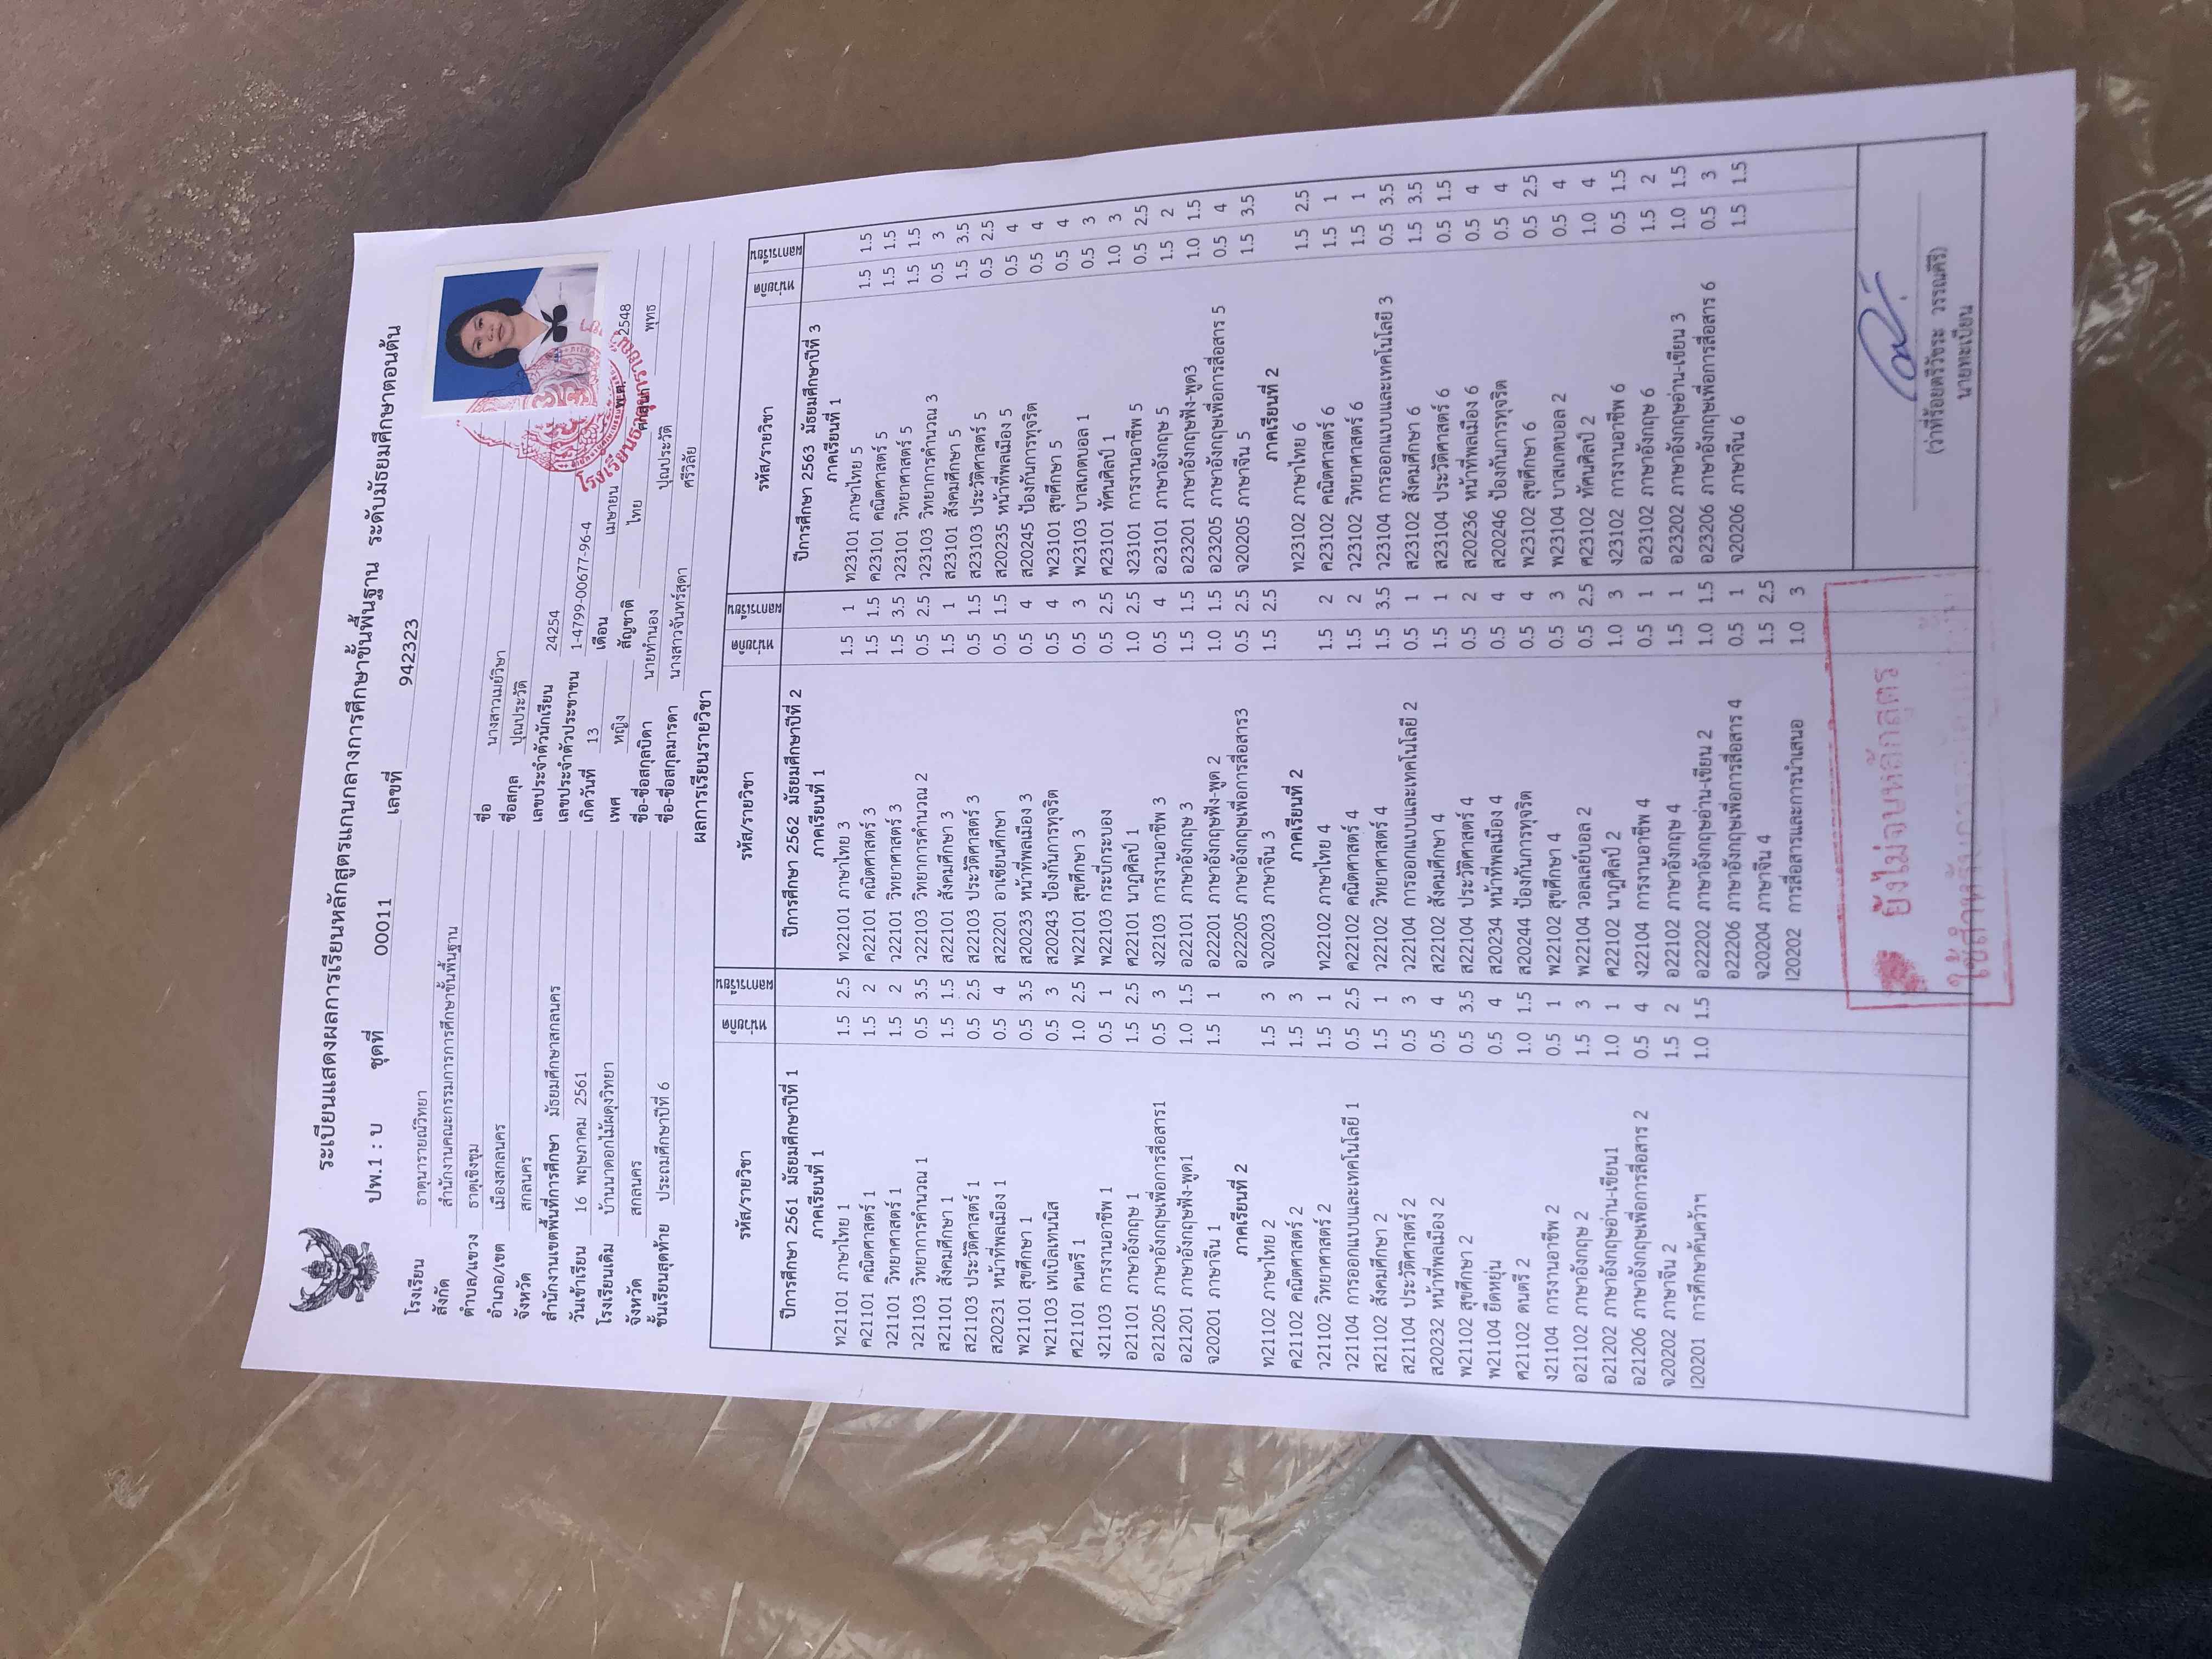 ระเบียนแสดงผลการเรียนหลักสูตรแกนกลางการศึกษาขั้นพื้นฐาน ระดับมัธยมศึกษาตอนต้น
ปพ.1 : บ ชุดที่ 00011 เลขที่ 942323
โรงเรียน ธาตุนารายณ์วิทยา
สังกัด สำนักงานคณะกรรมการการศึกษาขั้นพื้นฐาน
ตำบล/แขวง ธาตุเชิงชุม
อำเภอ/เขต เมืองสกลนคร
จังหวัด สกลนคร
สำนักงานเขตพื้นที่การศึกษา มัธยมศึกษาสกลนคร
วันเข้าเรียน 16 พฤษภาคม 2561
โรงเรียนเดิม บ้านนาดอกไม้ผดุงวิทยา
จังหวัด สกลนคร
ชั้นเรียนสุดท้าย ประถมศึกษาปีที่ 6
ชื่อ นางสาวเมย์วิษา
ชื่อสกุล ปุณประวัติ
เลขประจำตัวนักเรียน 24254
เลขประจำตัวประชาชน 1-4799-00677-96-4
เกิดวันที่ 13 เดือน เมษายน พ.ศ. 2548
เพศ หญิง สัญชาติ ไทย ศาสนา พุทธ
ชื่อ-ชื่อสกุลบิดา นายทำนอง ปุณประวัติ
ชื่อ-ชื่อสกุลมารดา นางสาวจันทร์สุดา ศรีวิลัย
ผลการเรียนรายวิชา
รหัส/รายวิชา หน่วยกิต ผลการเรียน
ปีการศึกษา 2561 มัธยมศึกษาปีที่ 1
ภาคเรียนที่ 1
ท21101 ภาษาไทย 1 1.5 2.5
ค21101 คณิตศาสตร์ 1 1.5 2
ว21101 วิทยาศาสตร์ 1 1.5 2
ว21103 วิทยาการคำนวณ 1 0.5 3.5
ส21101 สังคมศึกษา 1 1.5 1.5
ส21103 ประวัติศาสตร์ 1 0.5 2.5
ส20231 หน้าที่พลเมือง 1 0.5 4
พ21101 สุขศึกษา 1 0.5 3.5
พ21103 เทเบิลเทนนิส 0.5 3
ศ21101 ดนตรี 1 1.0 2.5
ง21103 การงานอาชีพ 1 0.5 1
อ21101 ภาษาอังกฤษ 1 1.5 2.5
อ21205 ภาษาอังกฤษเพื่อการสื่อสาร1 0.5 3
อ21201 ภาษาอังกฤษฟัง-พูด1 1.0 1.5
จ20201 ภาษาจีน 1 1.5 1
ภาคเรียนที่ 2
ท21102 ภาษาไทย 2 1.5 3
ค21102 คณิตศาสตร์ 2 1.5 3
ว21102 วิทยาศาสตร์ 2 1.5 1
ว21104 การออกแบบและเทคโนโลยี 1 0.5 2.5
ส21102 สังคมศึกษา 2 1.5 1
ส21104 ประวัติศาสตร์ 2 0.5 3
ส20232 หน้าที่พลเมือง 2 0.5 4
พ21102 สุขศึกษา 2 0.5 3.5
พ21104 ยืดหยุ่น 0.5 4
ศ21102 ดนตรี 2 1.0 1.5
ง21104 การงานอาชีพ 2 0.5 1
อ21102 ภาษาอังกฤษ 2 1.5 3
อ21202 ภาษาอังกฤษอ่าน-เขียน1 1.0 1
อ21206 ภาษาอังกฤษเพื่อการสื่อสาร 2 0.5 4
จ20202 ภาษาจีน 2 1.5 2
I20201 การศึกษาค้นคว้าฯ 1.0 1.5
รหัส/รายวิชา หน่วยกิต ผลการเรียน
ปีการศึกษา 2562 มัธยมศึกษาปีที่ 2
ภาคเรียนที่ 1
ท22101 ภาษาไทย 3 1.5 1
ค22101 คณิตศาสตร์ 3 1.5 1.5
ว22101 วิทยาศาสตร์ 3 1.5 3.5
ว22103 วิทยาการคำนวณ 2 0.5 2.5
ส22101 สังคมศึกษา 3 1.5 1
ส22103 ประวัติศาสตร์ 3 0.5 1.5
ส22201 อาเซียนศึกษา 0.5 1.5
ส20233 หน้าที่พลเมือง 3 0.5 4
ส20243 ป้องกันการทุจริต 0.5 4
พ22101 สุขศึกษา 3 0.5 3
พ22103 กระบี่กระบอง 0.5 2.5
ศ22101 นาฏศิลป์ 1 1.0 2.5
ง22103 การงานอาชีพ 3 0.5 4
อ22101 ภาษาอังกฤษ 3 1.5 1.5
อ22201 ภาษาอังกฤษฟัง-พูด 2 1.0 1.5
อ22205 ภาษาอังกฤษเพื่อการสื่อสาร3 0.5 2.5
จ20203 ภาษาจีน 3 1.5 2.5
ภาคเรียนที่ 2
ท22102 ภาษาไทย 4 1.5 2
ค22102 คณิตศาสตร์ 4 1.5 2
ว22102 วิทยาศาสตร์ 4 1.5 3.5
ว22104 การออกแบบและเทคโนโลยี 2 0.5 1
ส22102 สังคมศึกษา 4 1.5 1
ส22104 ประวัติศาสตร์ 4 0.5 2
ส20234 หน้าที่พลเมือง 4 0.5 4
ส20244 ป้องกันการทุจริต 0.5 4
พ22102 สุขศึกษา 4 0.5 3
พ22104 วอลเลย์บอล 2 0.5 2.5
ศ22102 นาฏศิลป์ 2 1.0 3
ง22104 การงานอาชีพ 4 0.5 1
อ22102 ภาษาอังกฤษ 4 1.5 1
อ22202 ภาษาอังกฤษอ่าน-เขียน 2 1.0 1.5
อ22206 ภาษาอังกฤษเพื่อการสื่อสาร 4 0.5 1
จ20204 ภาษาจีน 4 1.5 2.5
I20202 การสื่อสารและการนำเสนอ 1.0 3
รหัส/รายวิชา หน่วยกิต ผลการเรียน
ปีการศึกษา 2563 มัธยมศึกษาปีที่ 3
ภาคเรียนที่ 1
ท23101 ภาษาไทย 5 1.5 1.5
ค23101 คณิตศาสตร์ 5 1.5 1.5
ว23101 วิทยาศาสตร์ 5 1.5 1.5
ว23103 วิทยาการคำนวณ 3 0.5 3
ส23101 สังคมศึกษา 5 1.5 3.5
ส23103 ประวัติศาสตร์ 5 0.5 2.5
ส20235 หน้าที่พลเมือง 5 0.5 4
ส20245 ป้องกันการทุจริต 0.5 4
พ23101 สุขศึกษา 5 0.5 4
พ23103 บาสเกตบอล 1 0.5 3
ศ23101 ทัศนศิลป์ 1 1.0 3
ง23101 การงานอาชีพ 5 0.5 2.5
อ23101 ภาษาอังกฤษ 5 1.5 2
อ23201 ภาษาอังกฤษฟัง-พูด3 1.0 1.5
อ23205 ภาษาอังกฤษเพื่อการสื่อสาร 5 0.5 4
จ20205 ภาษาจีน 5 1.5 3.5
ภาคเรียนที่ 2
ท23102 ภาษาไทย 6 1.5 2.5
ค23102 คณิตศาสตร์ 6 1.5 1
ว23102 วิทยาศาสตร์ 6 1.5 1
ว23104 การออกแบบและเทคโนโลยี 3 0.5 3.5
ส23102 สังคมศึกษา 6 1.5 3.5
ส23104 ประวัติศาสตร์ 6 0.5 1.5
ส20236 หน้าที่พลเมือง 6 0.5 4
ส20246 ป้องกันการทุจริต 0.5 4
พ23102 สุขศึกษา 6 0.5 2.5
พ23104 บาสเกตบอล 2 0.5 4
ศ23102 ทัศนศิลป์ 2 1.0 4
ง23102 การงานอาชีพ 6 0.5 1.5
อ23102 ภาษาอังกฤษ 6 1.5 2
อ23202 ภาษาอังกฤษอ่าน-เขียน 3 1.0 1.5
อ23206 ภาษาอังกฤษเพื่อการสื่อสาร 6 0.5 3
จ20206 ภาษาจีน 6 1.5 1.5
ยังไม่จบหลักสูตร
(ว่าที่ร้อยตรีวัชระ วรรณศิริ)
นายทะเบียน